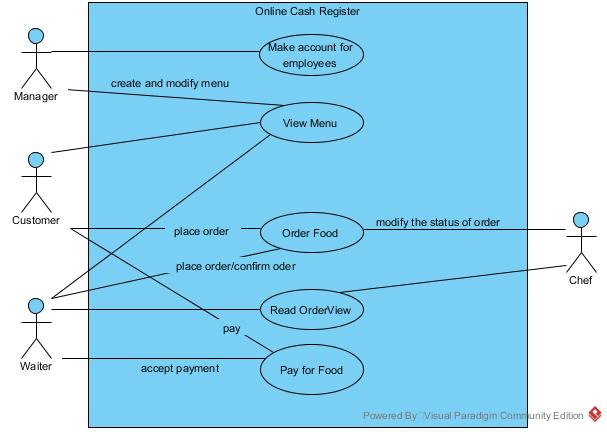 Online Cash Register
Make account for
employees
create and modify menu
Manager
View Menu
Customer
place order
Order Food
modify the status of order
place order/confirm oder
Chef
Read OrderView
pay
Waiter
accept payment
Pay for Food
Powered By Visual Paradigm Community Edition